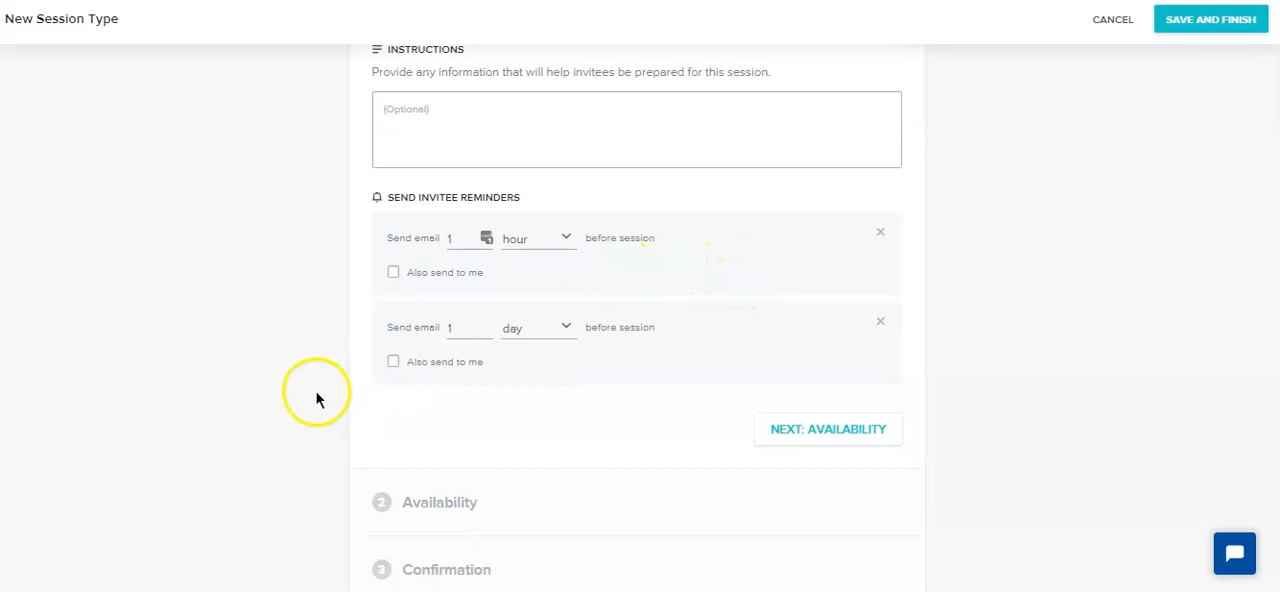 New Session Type
CANCEL
SAVE AND FINISH
INSTRUCTIONS
Provide any information that will help invitees be prepared for this session.
(Optional)
SEND INVITEE REMINDERS
Send email 1 hour before session
Also send to me
Send email 1 day before session
Also send to me
NEXT: AVAILABILITY
2 Availability
3 Confirmation